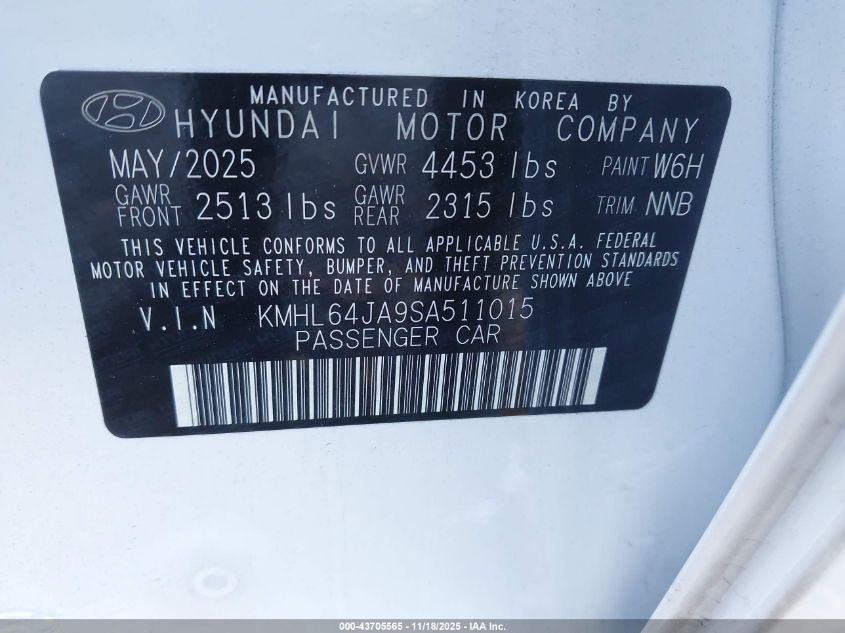 MANUFACTURED IN KOREA BY
HYUNDAI MOTOR COMPANY
MAY/2025 GVWR 4453 lbs PAINT W6H
GAWR FRONT 2513 lbs GAWR REAR 2315 lbs TRIM NNB
THIS VEHICLE CONFORMS TO ALL APPLICABLE U.S.A. FEDERAL
MOTOR VEHICLE SAFETY, BUMPER, AND THEFT PREVENTION STANDARDS
IN EFFECT ON THE DATE OF MANUFACTURE SHOWN ABOVE
V.I.N KMHL64JA9SA511015
PASSENGER CAR
000-43705565 - 11/18/2025 - IAA Inc.